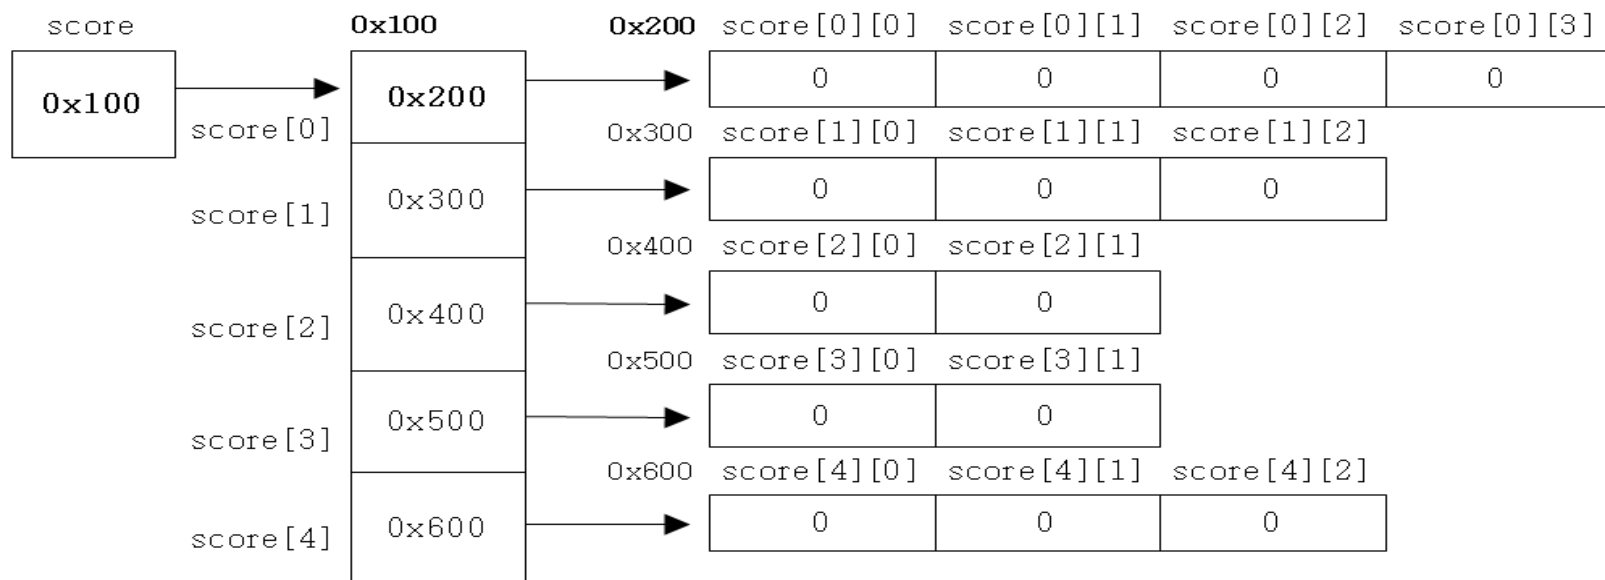 score 0x100 0x200 score[0][0] score[0][1] score[0][2] score[0][3]
0x100 0x200 0 0 0 0
score[0] 0x300 score[1][0] score[1][1] score[1][2]
score[1] 0x300 0 0 0
0x400 score[2][0] score[2][1]
score[2] 0x400 0 0
0x500 score[3][0] score[3][1]
score[3] 0x500 0 0
0x600 score[4][0] score[4][1] score[4][2]
score[4] 0x600 0 0 0